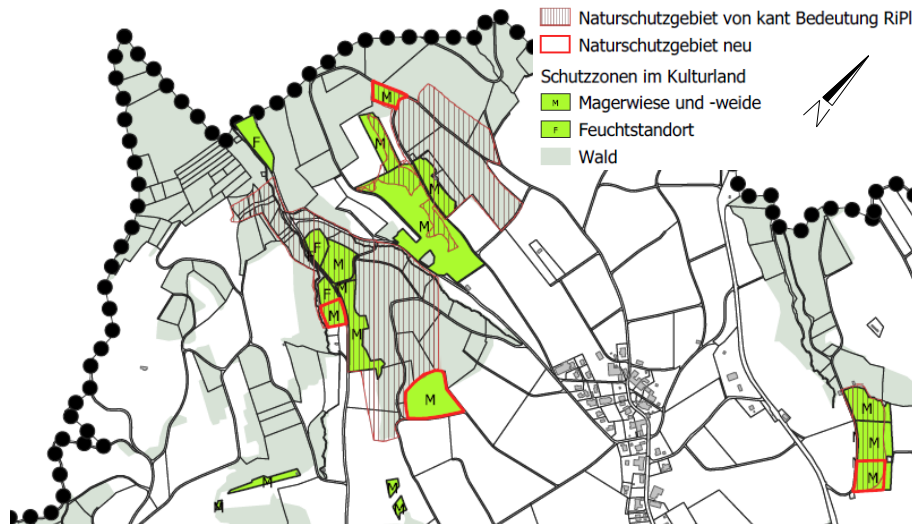 Naturschutzgebiet von kant Bedeutung RiPl
Naturschutzgebiet neu
Schutzzonen im Kulturland
M Magerwiese und -weide
F Feuchtstandort
Wald
M
F
M
M
M
F
M
M
F
M
M
M
M
M
M
M
M
M
M